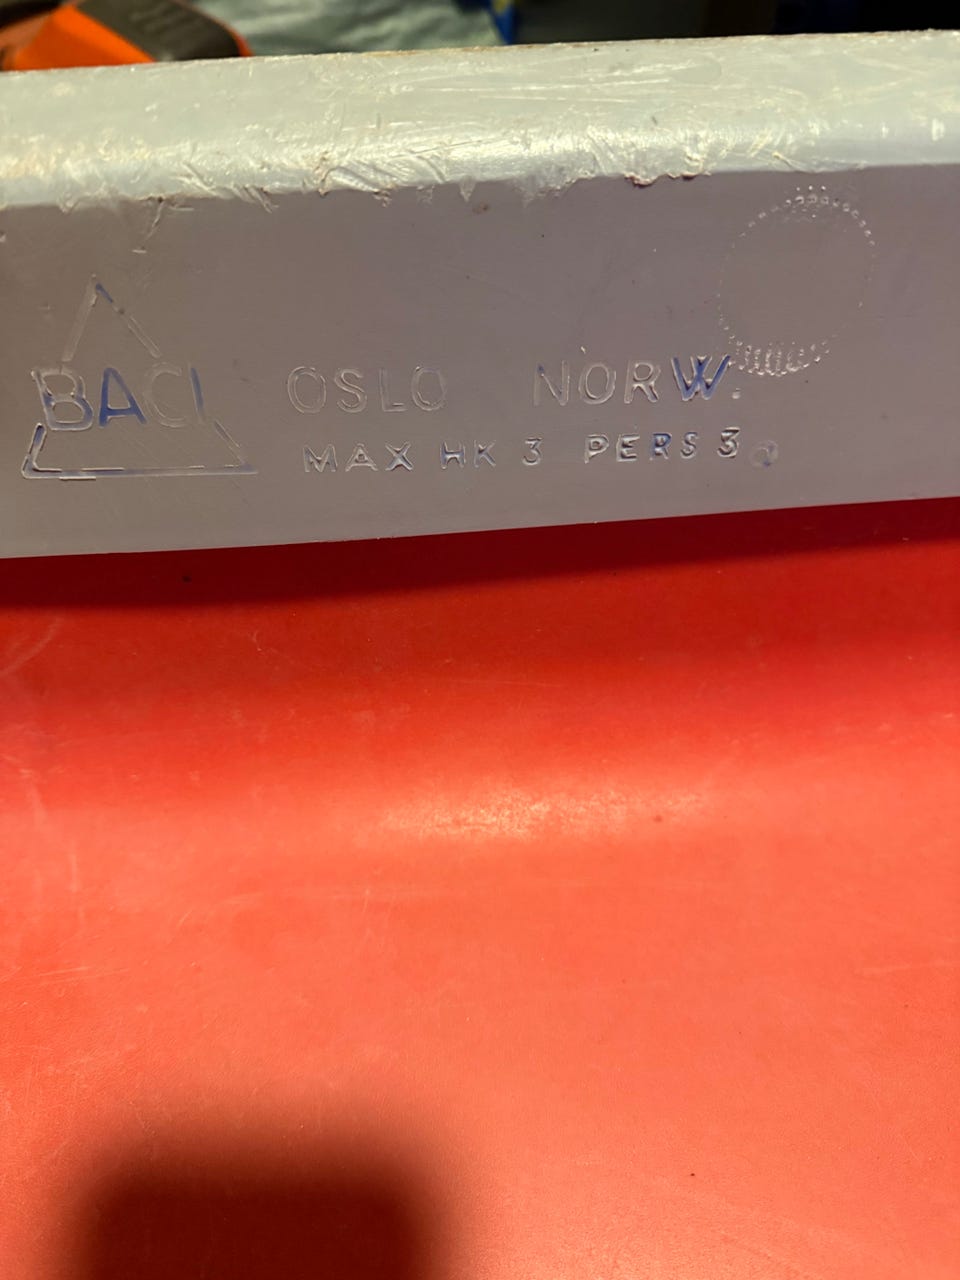 BACI OSLO NORW.
MAX HK 3 PERS 3